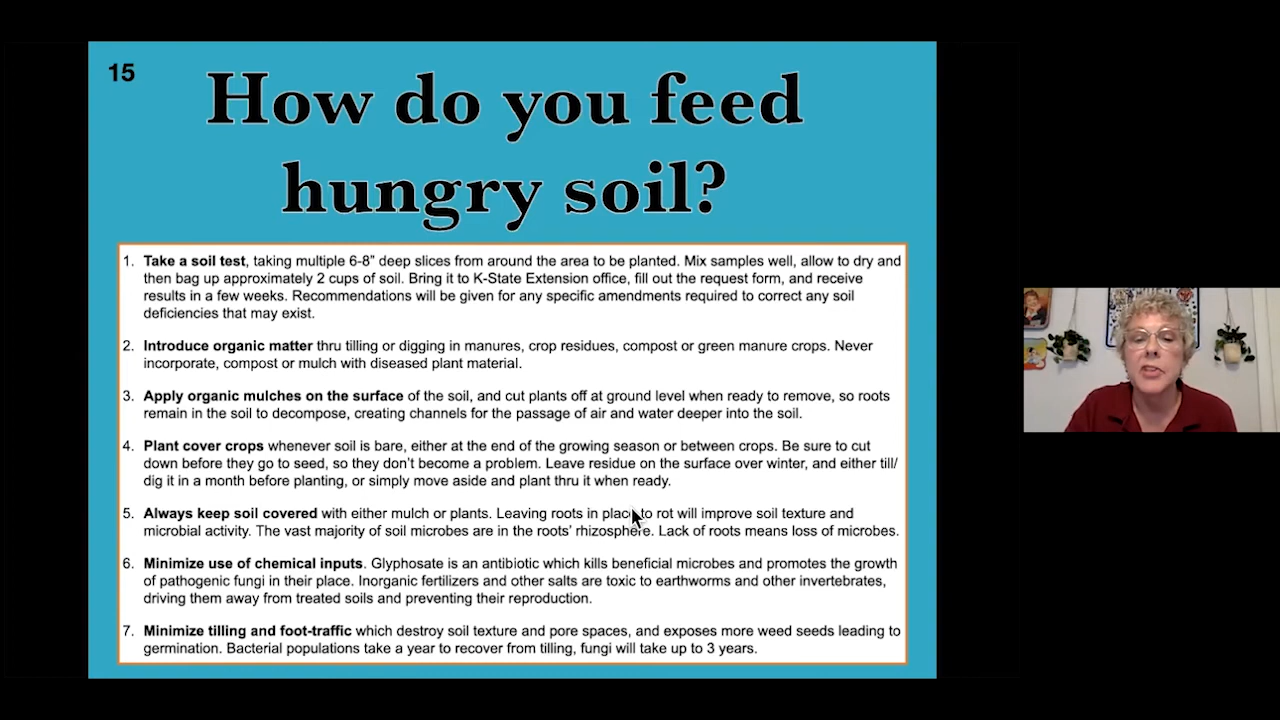 15
How do you feed
hungry soil?
1. Take a soil test, taking multiple 6-8" deep slices from around the area to be planted. Mix samples well, allow to dry and
then bag up approximately 2 cups of soil. Bring it to K-State Extension office, fill out the request form, and receive
results in a few weeks. Recommendations will be given for any specific amendments required to correct any soil
deficiencies that may exist.
2. Introduce organic matter thru tilling or digging in manures, crop residues, compost or green manure crops. Never
incorporate, compost or mulch with diseased plant material.
3. Apply organic mulches on the surface of the soil, and cut plants off at ground level when ready to remove, so roots
remain in the soil to decompose, creating channels for the passage of air and water deeper into the soil.
4. Plant cover crops whenever soil is bare, either at the end of the growing season or between crops. Be sure to cut
down before they go to seed, so they don't become a problem. Leave residue on the surface over winter, and either till/
dig it in a month before planting, or simply move aside and plant thru it when ready.
5. Always keep soil covered with either mulch or plants. Leaving roots in place to rot will improve soil texture and
microbial activity. The vast majority of soil microbes are in the roots' rhizosphere. Lack of roots means loss of microbes.
6. Minimize use of chemical inputs. Glyphosate is an antibiotic which kills beneficial microbes and promotes the growth
of pathogenic fungi in their place. Inorganic fertilizers and other salts are toxic to earthworms and other invertebrates,
driving them away from treated soils and preventing their reproduction.
7. Minimize tilling and foot-traffic which destroy soil texture and pore spaces, and exposes more weed seeds leading to
germination. Bacterial populations take a year to recover from tilling, fungi will take up to 3 years.